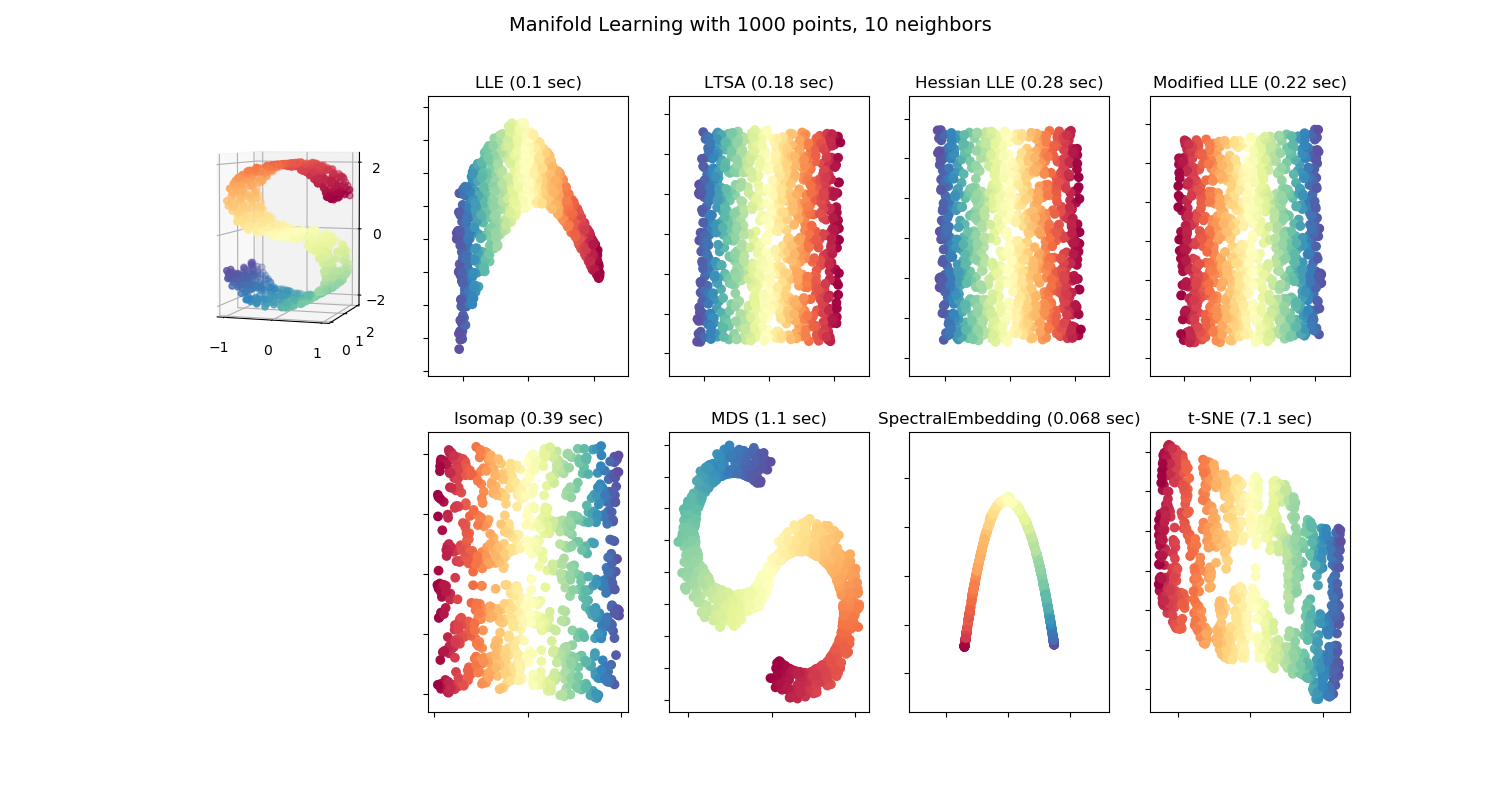 Manifold Learning with 1000 points, 10 neighbors
LLE (0.1 sec)
LTSA (0.18 sec)
Hessian LLE (0.28 sec)
Modified LLE (0.22 sec)
2
0
−2
−1
0
1
0
1
2
Isomap (0.39 sec)
MDS (1.1 sec)
SpectralEmbedding (0.068 sec)
t-SNE (7.1 sec)